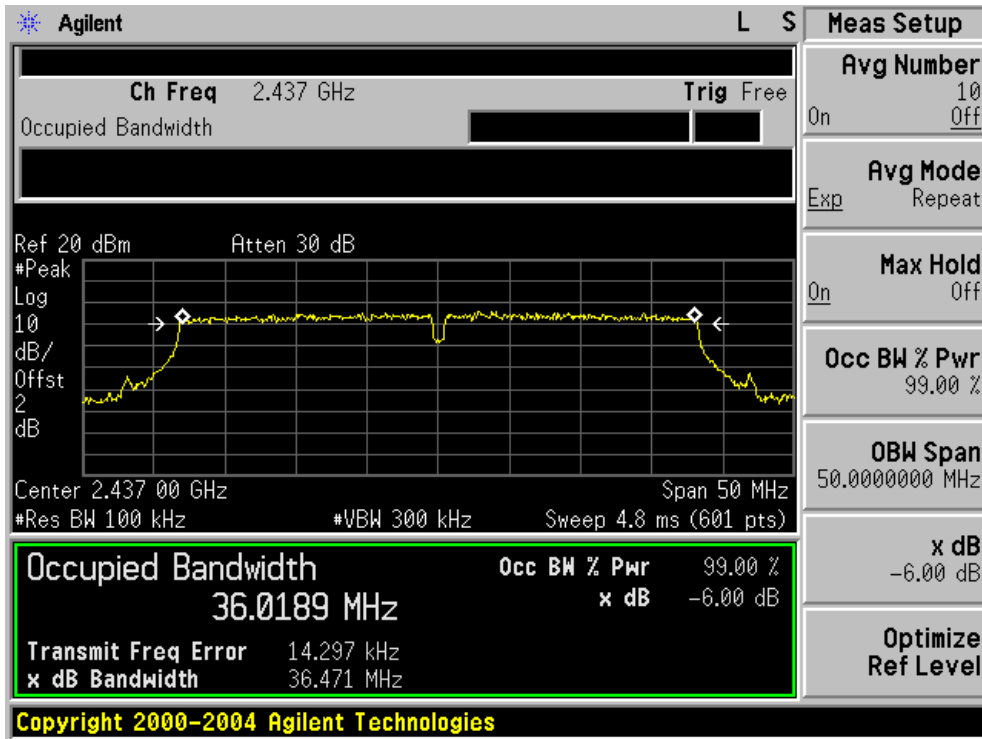 Agilent L S
Ch Freq 2.437 GHz Trig Free
Occupied Bandwidth
Ref 20 dBm Atten 30 dB
#Peak
Log
10
dB/
Offst
2
dB
Center 2.437 00 GHz Span 50 MHz
#Res BW 100 kHz #VBW 300 kHz Sweep 4.8 ms (601 pts)
Occupied Bandwidth
36.0189 MHz
Occ BW % Pwr 99.00 %
x dB -6.00 dB
Transmit Freq Error 14.297 kHz
x dB Bandwidth 36.471 MHz
Copyright 2000-2004 Agilent Technologies
Meas Setup
Avg Number
10
On Off
Avg Mode
Exp Repeat
Max Hold
On Off
Occ BW % Pwr
99.00 %
OBW Span
50.0000000 MHz
x dB
-6.00 dB
Optimize
Ref Level